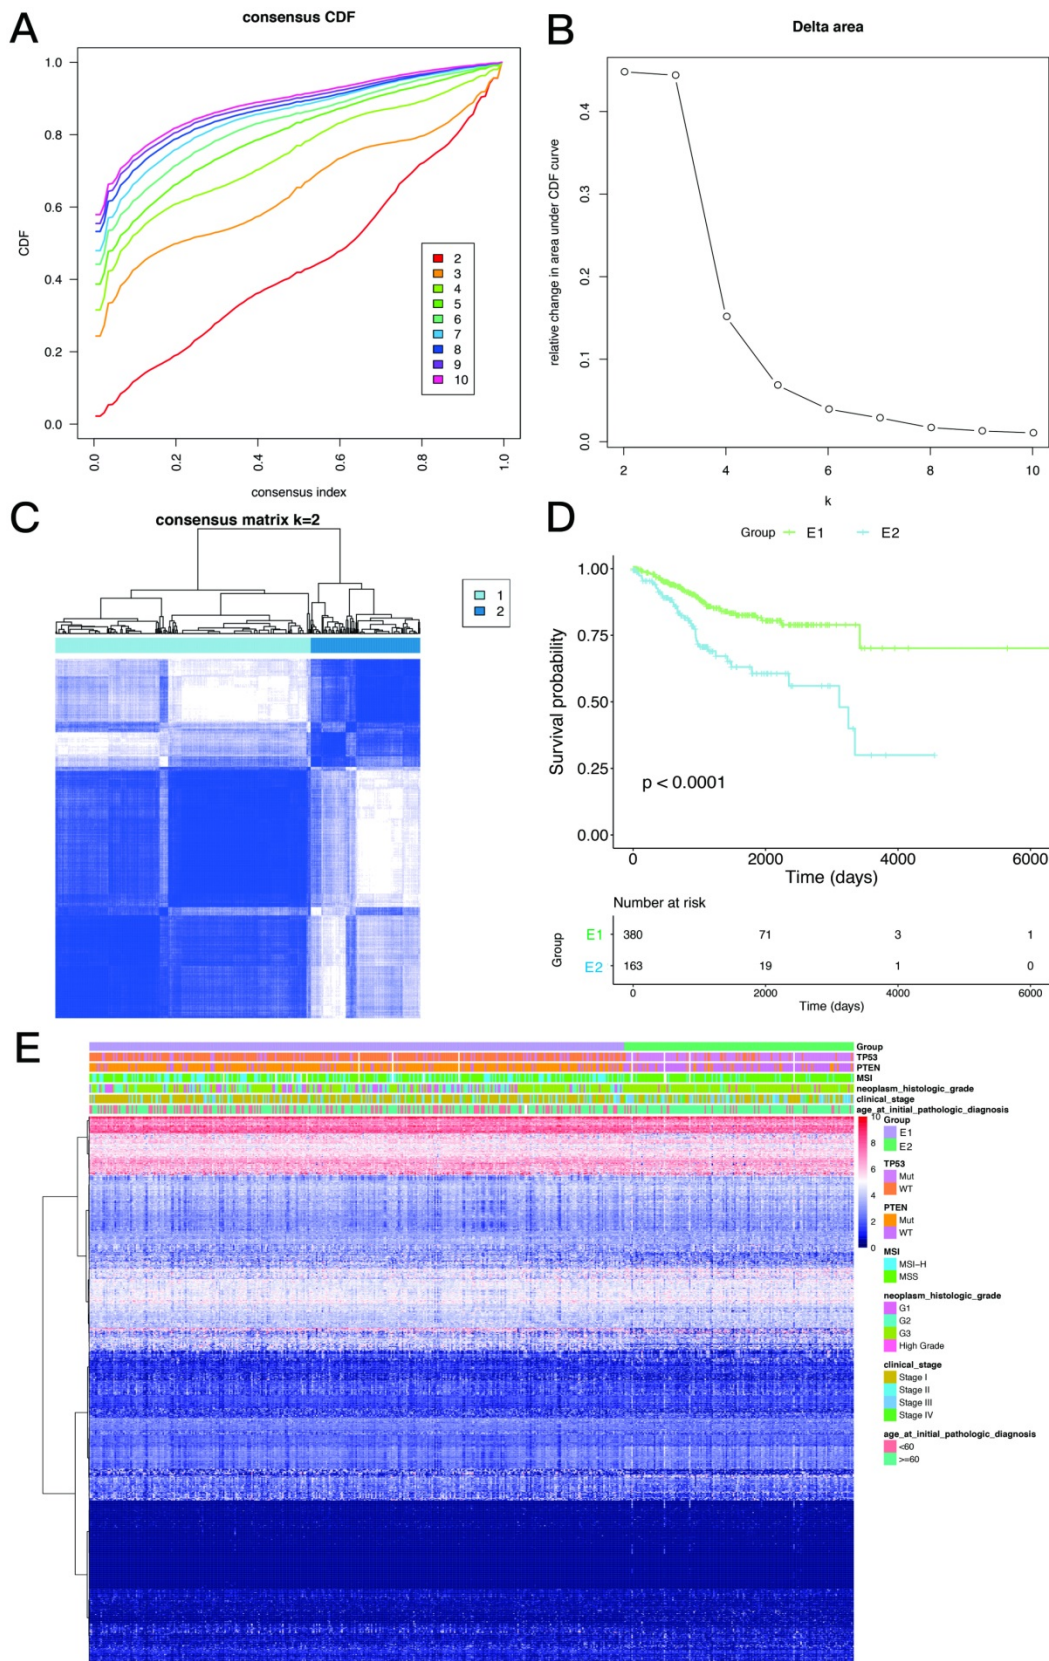 A
consensus CDF
CDF
1.0
0.8
0.6
0.4
0.2
0.0
2
3
4
5
6
7
8
9
10
0.0 0.2 0.4 0.6 0.8 1.0
consensus index
B
Delta area
relative change in area under CDF curve
0.4
0.3
0.2
0.1
0.0
2 4 6 8 10
k
C
consensus matrix k=2
1
2
D
Group E1 E2
Survival probability
1.00
0.75
0.50
0.25
0.00
p < 0.0001
0 2000 4000 6000
Time (days)
Number at risk
Group
E1 380 71 3 1
E2 163 19 1 0
0 2000 4000 6000
Time (days)
E
Group
TP53
PTEN
MSI
neoplasm_histologic_grade
clinical_stage
age_at_initial_pathologic_diagnosis
10
8
6
4
2
0
Group
E1
E2
TP53
Mut
WT
PTEN
Mut
WT
MSI
MSI-H
MSS
neoplasm_histologic_grade
G1
G2
G3
High Grade
clinical_stage
Stage I
Stage II
Stage III
Stage IV
age_at_initial_pathologic_diagnosis
<60
>=60